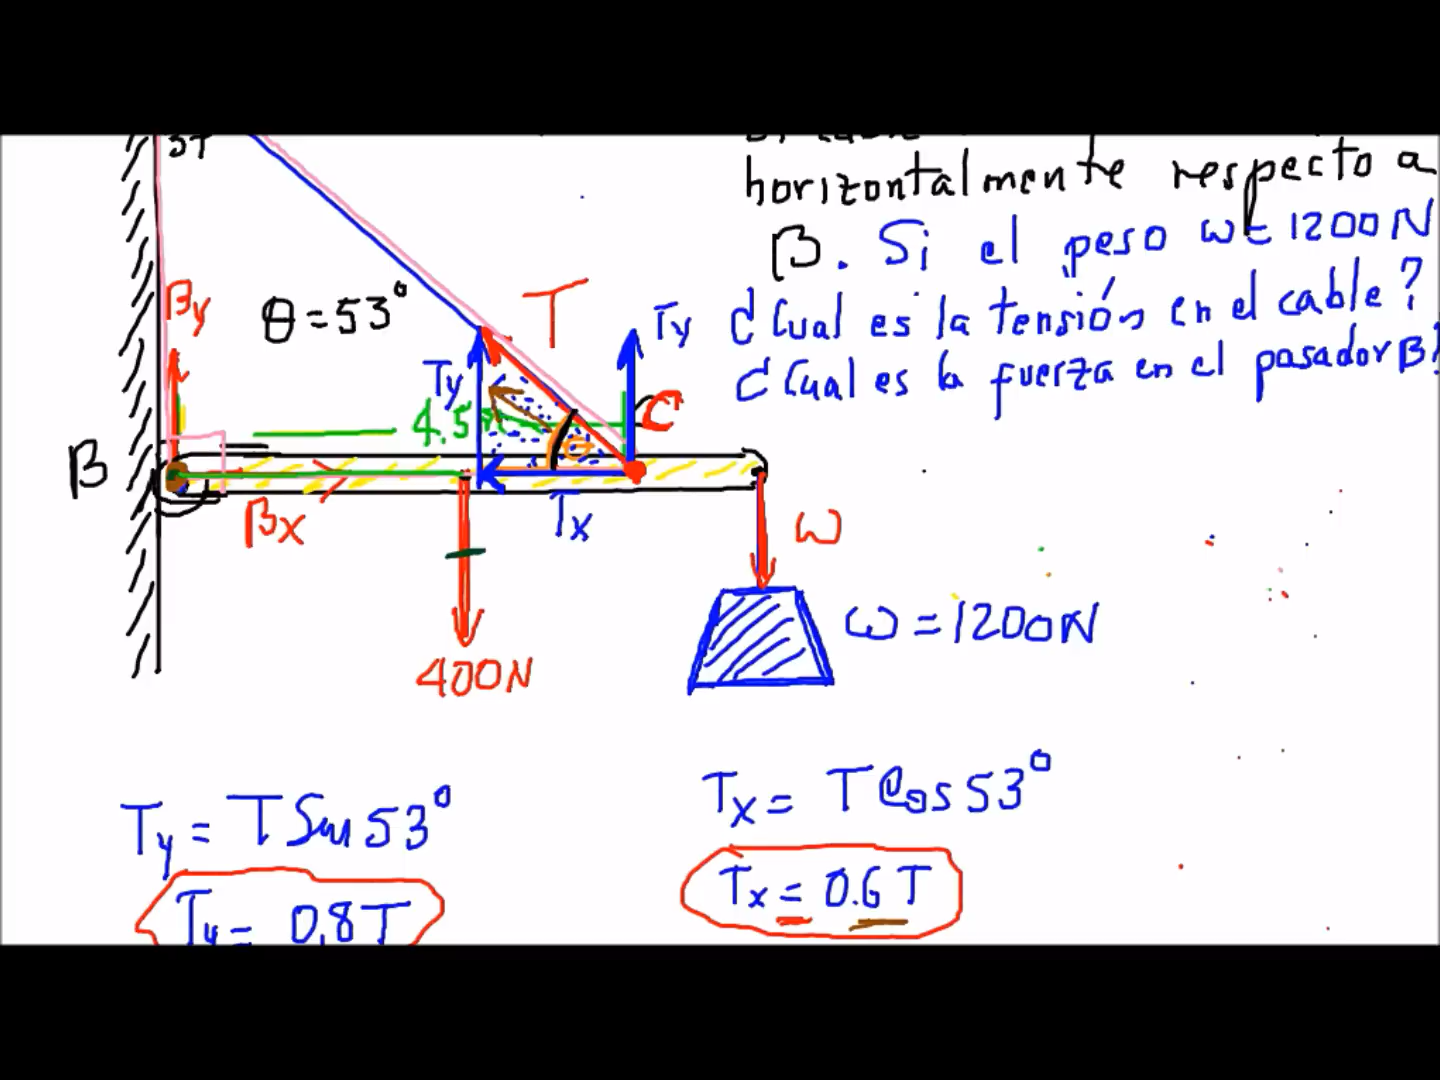 horizontalmente respecto a
B. Si el peso ω = 1200N
¿Cual es la tensión en el cable?
¿Cual es la fuerza en el pasador B?
By
θ = 53°
T
Ty
Ty
4.5
C
θ
B
Bx
Tx
ω
400N
ω = 1200N
Ty = T Sen 53°
Tx = T Cos 53°
Ty = 0.8T
Tx = 0.6T